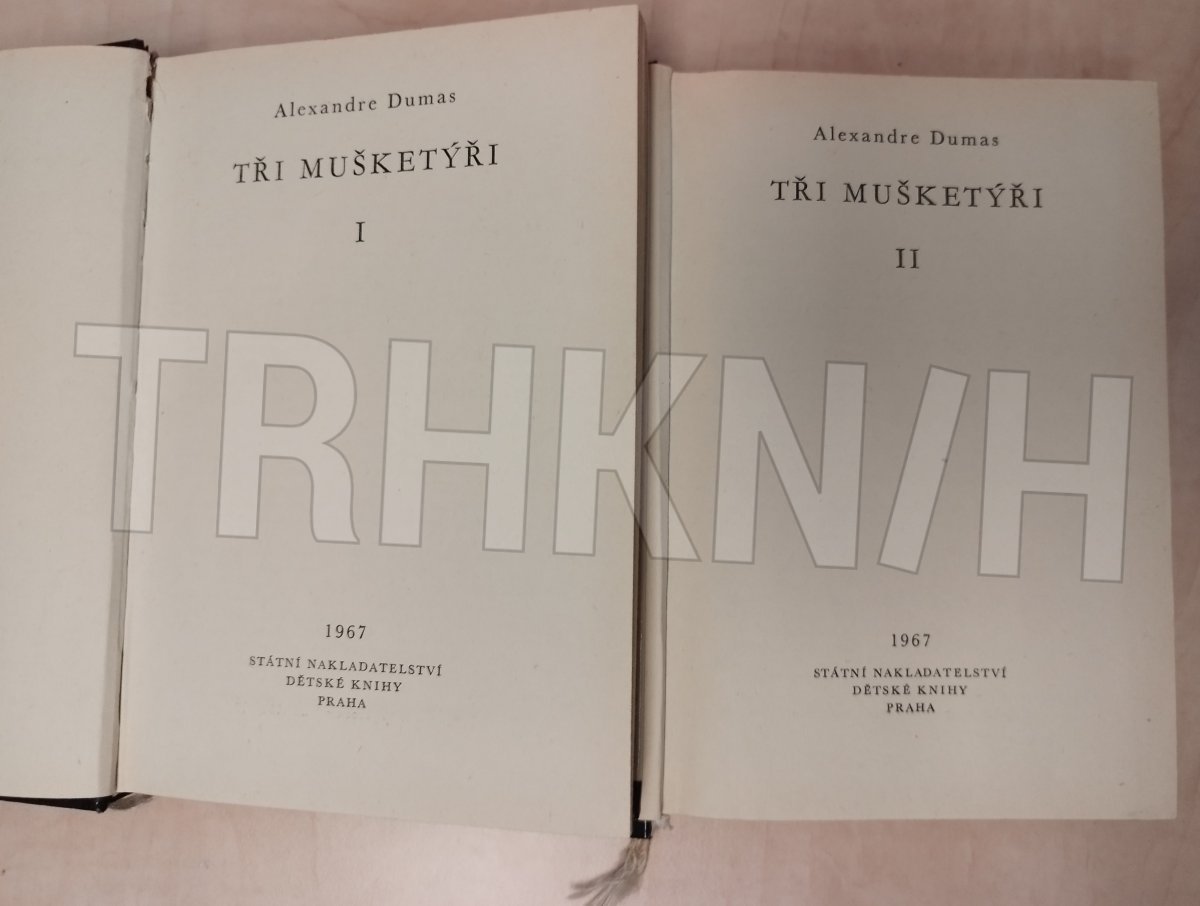 Alexandre Dumas
TŘI MUŠKETÝŘI
I
1967
STÁTNÍ NAKLADATELSTVÍ
DĚTSKÉ KNIHY
PRAHA
Alexandre Dumas
TŘI MUŠKETÝŘI
II
1967
STÁTNÍ NAKLADATELSTVÍ
DĚTSKÉ KNIHY
PRAHA
TRHKN/H